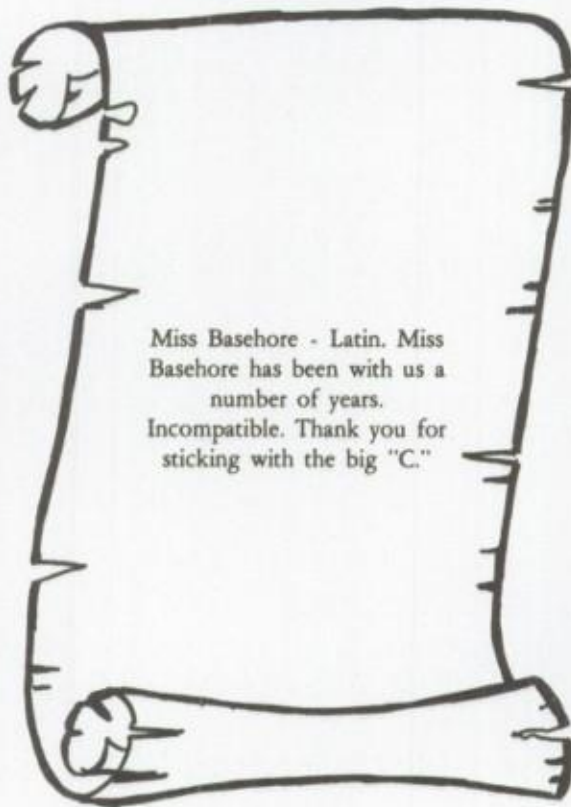 Miss Basehore - Latin. Miss
Basehore has been with us a
number of years.
Incompatible. Thank you for
sticking with the big "C."